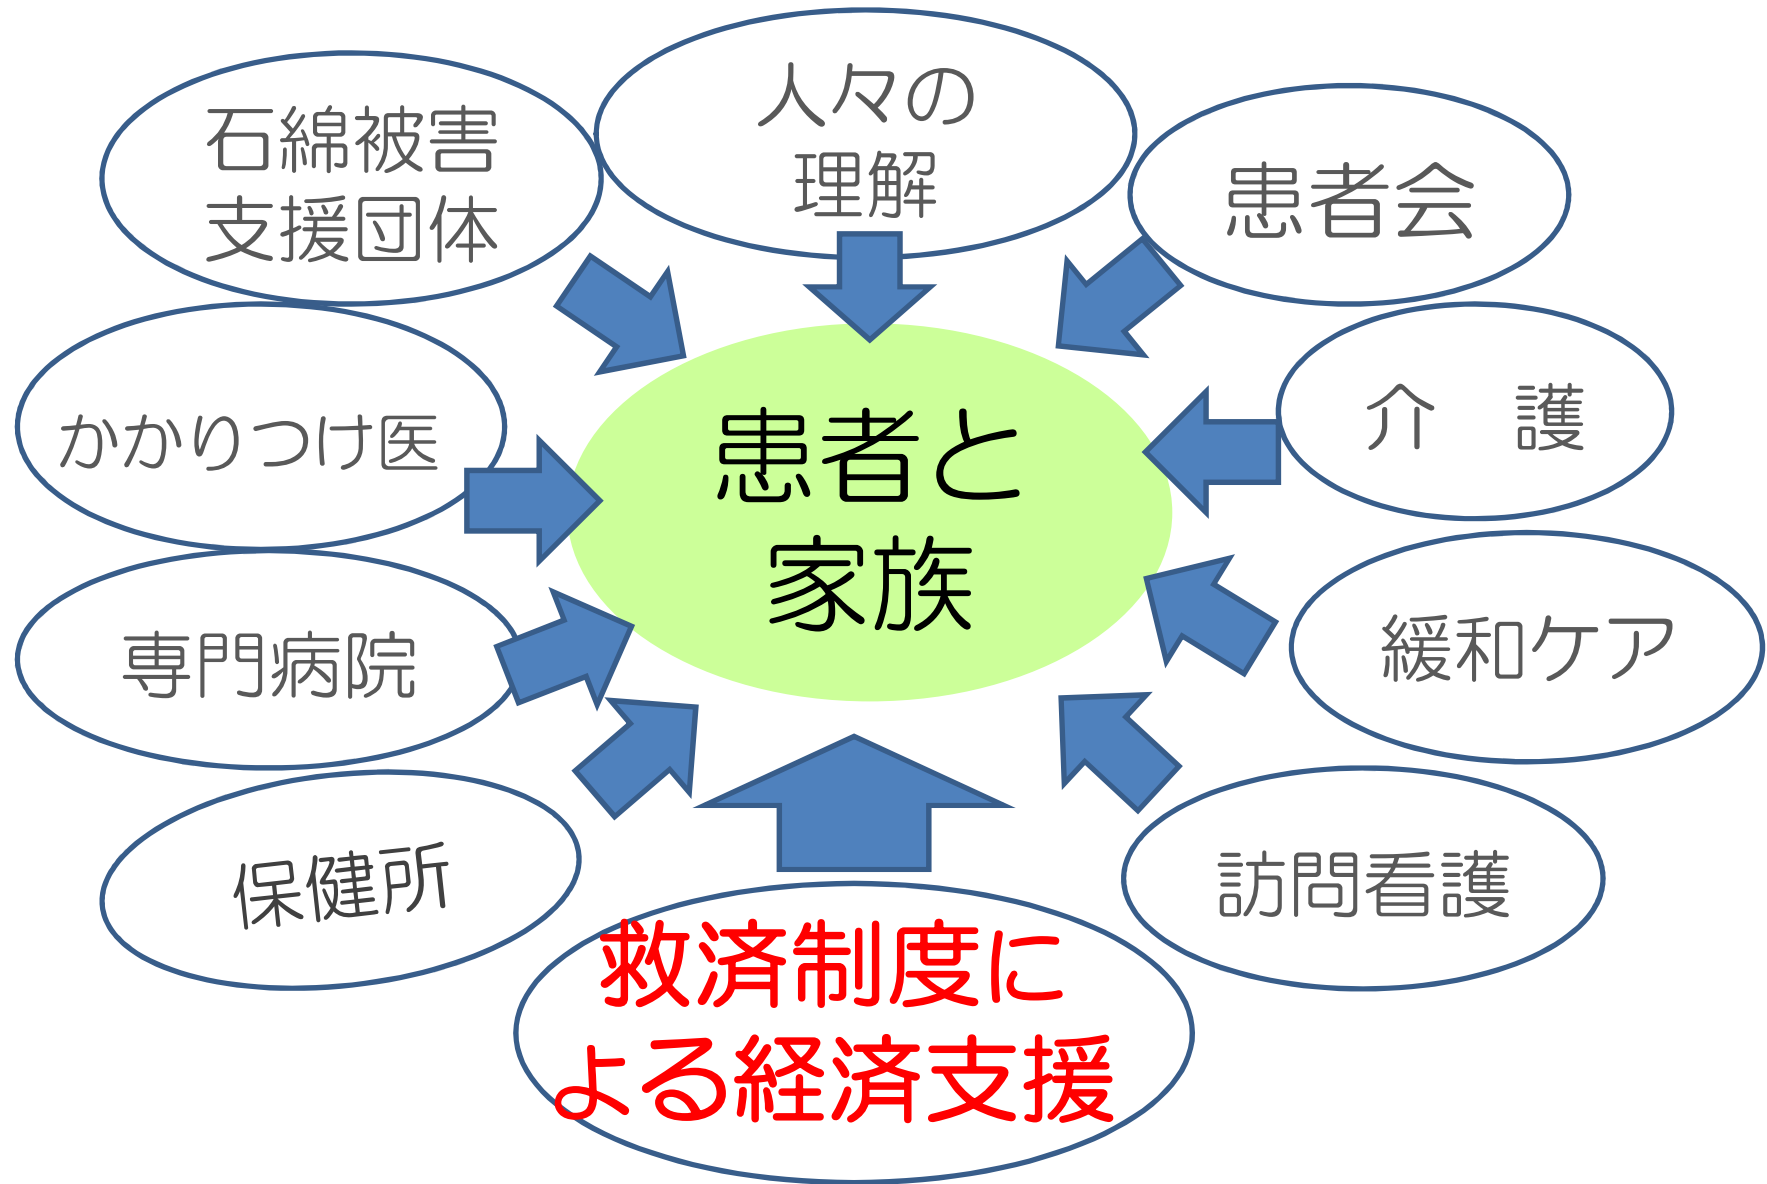 人々の
理解
石綿被害
支援団体
患者会
かかりつけ医
介　護
患者と
家族
専門病院
緩和ケア
保健所
訪問看護
救済制度に
よる経済支援